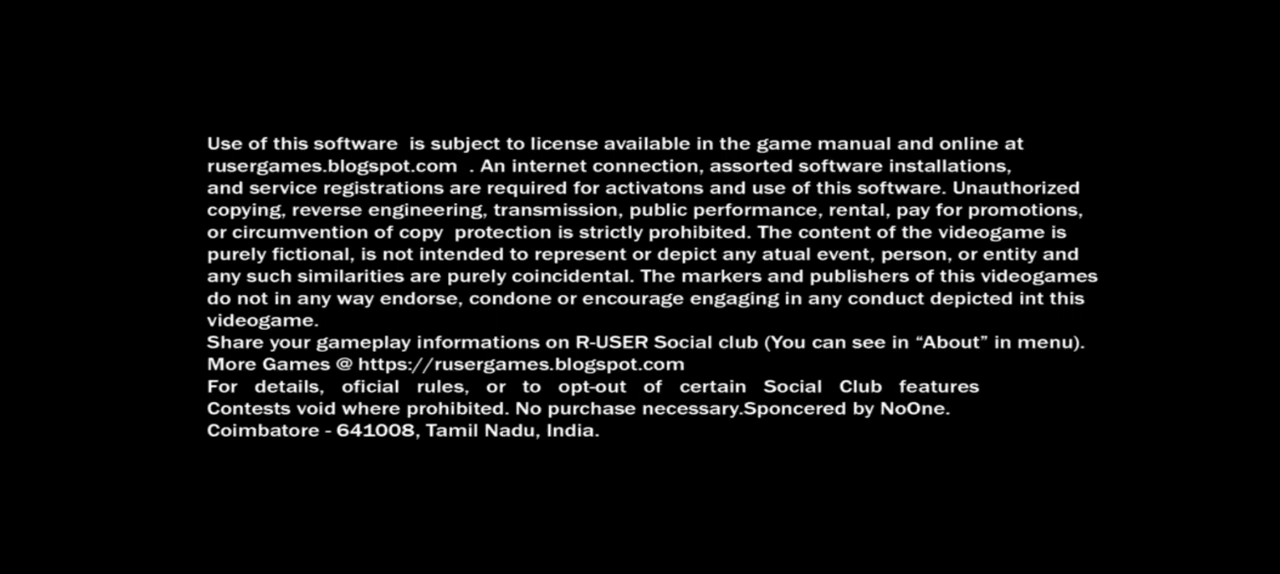 Use of this software  is subject to license available in the game manual and online at
rusergames.blogspot.com  . An internet connection, assorted software installations,
and service registrations are required for activatons and use of this software. Unauthorized
copying, reverse engineering, transmission, public performance, rental, pay for promotions,
or circumvention of copy  protection is strictly prohibited. The content of the videogame is
purely fictional, is not intended to represent or depict any atual event, person, or entity and
any such similarities are purely coincidental. The markers and publishers of this videogames
do not in any way endorse, condone or encourage engaging in any conduct depicted int this
videogame.
Share your gameplay informations on R-USER Social club (You can see in “About” in menu).
More Games @ https://rusergames.blogspot.com
For details, oficial rules, or to opt-out of certain Social Club features
Contests void where prohibited. No purchase necessary.Sponcered by NoOne.
Coimbatore - 641008, Tamil Nadu, India.